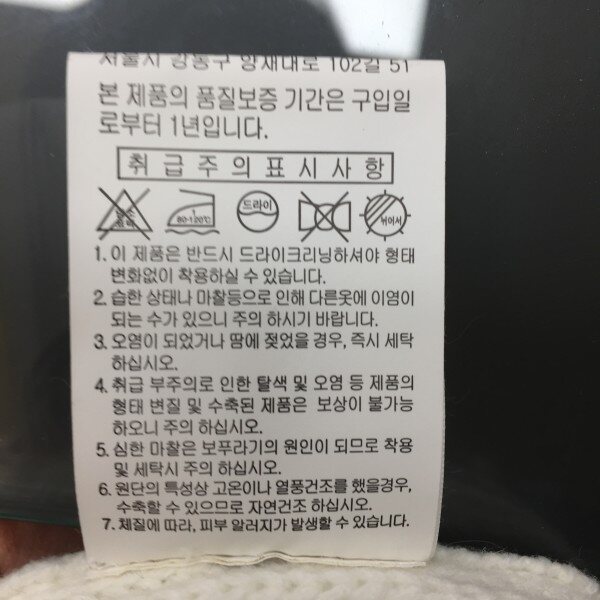 서울시 강동구 양재대로 102길 51
본 제품의 품질보증 기간은 구입일
로부터 1년입니다.
취급주의표시사항
염소 표백
80~120℃
드라이
뉘어서
1. 이 제품은 반드시 드라이크리닝하셔야 형태
변화없이 착용하실 수 있습니다.
2. 습한 상태나 마찰등으로 인해 다른옷에 이염이
되는 수가 있으니 주의 하시기 바랍니다.
3. 오염이 되었거나 땀에 젖었을 경우, 즉시 세탁
하십시오.
4. 취급 부주의로 인한 탈색 및 오염 등 제품의
형태 변질 및 수축된 제품은 보상이 불가능
하오니 주의 하십시오.
5. 심한 마찰은 보푸라기의 원인이 되므로 착용
및 세탁시 주의 하십시오.
6. 원단의 특성상 고온이나 열풍건조를 했을경우,
수축할 수 있으므로 자연건조 하십시오.
7. 체질에 따라, 피부 알러지가 발생할 수 있습니다.